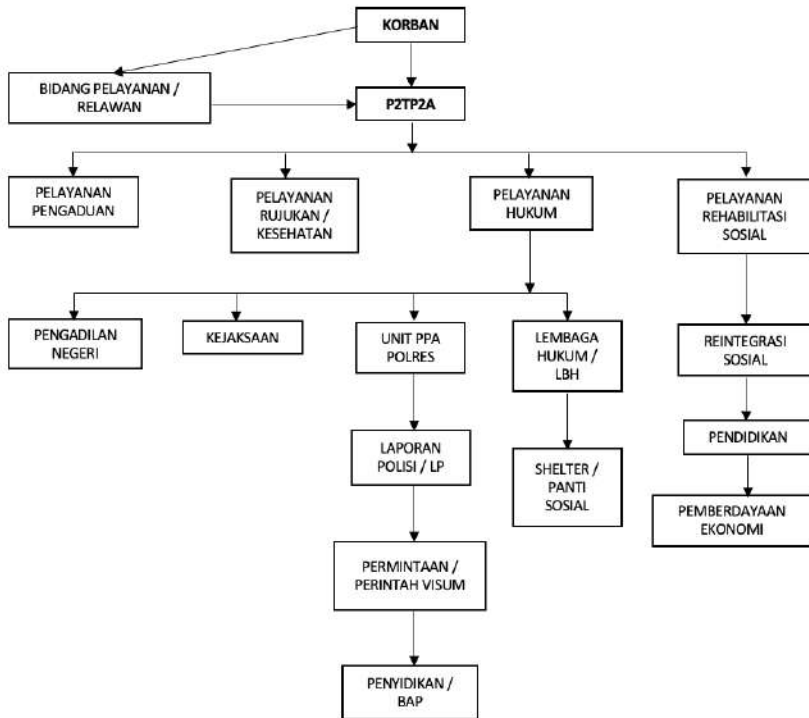 KORBAN
BIDANG PELAYANAN /
RELAWAN
P2TP2A
PELAYANAN
PENGADUAN
PELAYANAN
RUJUKAN /
KESEHATAN
PELAYANAN
HUKUM
PELAYANAN
REHABILITASI
SOSIAL
PENGADILAN
NEGERI
KEJAKSAAN
UNIT PPA
POLRES
LEMBAGA
HUKUM /
LBH
REINTEGRASI
SOSIAL
LAPORAN
POLISI / LP
SHELTER /
PANTI
SOSIAL
PENDIDIKAN
PEMBERDAYAAN
EKONOMI
PERMINTAAN /
PERINTAH VISUM
PENYIDIKAN /
BAP